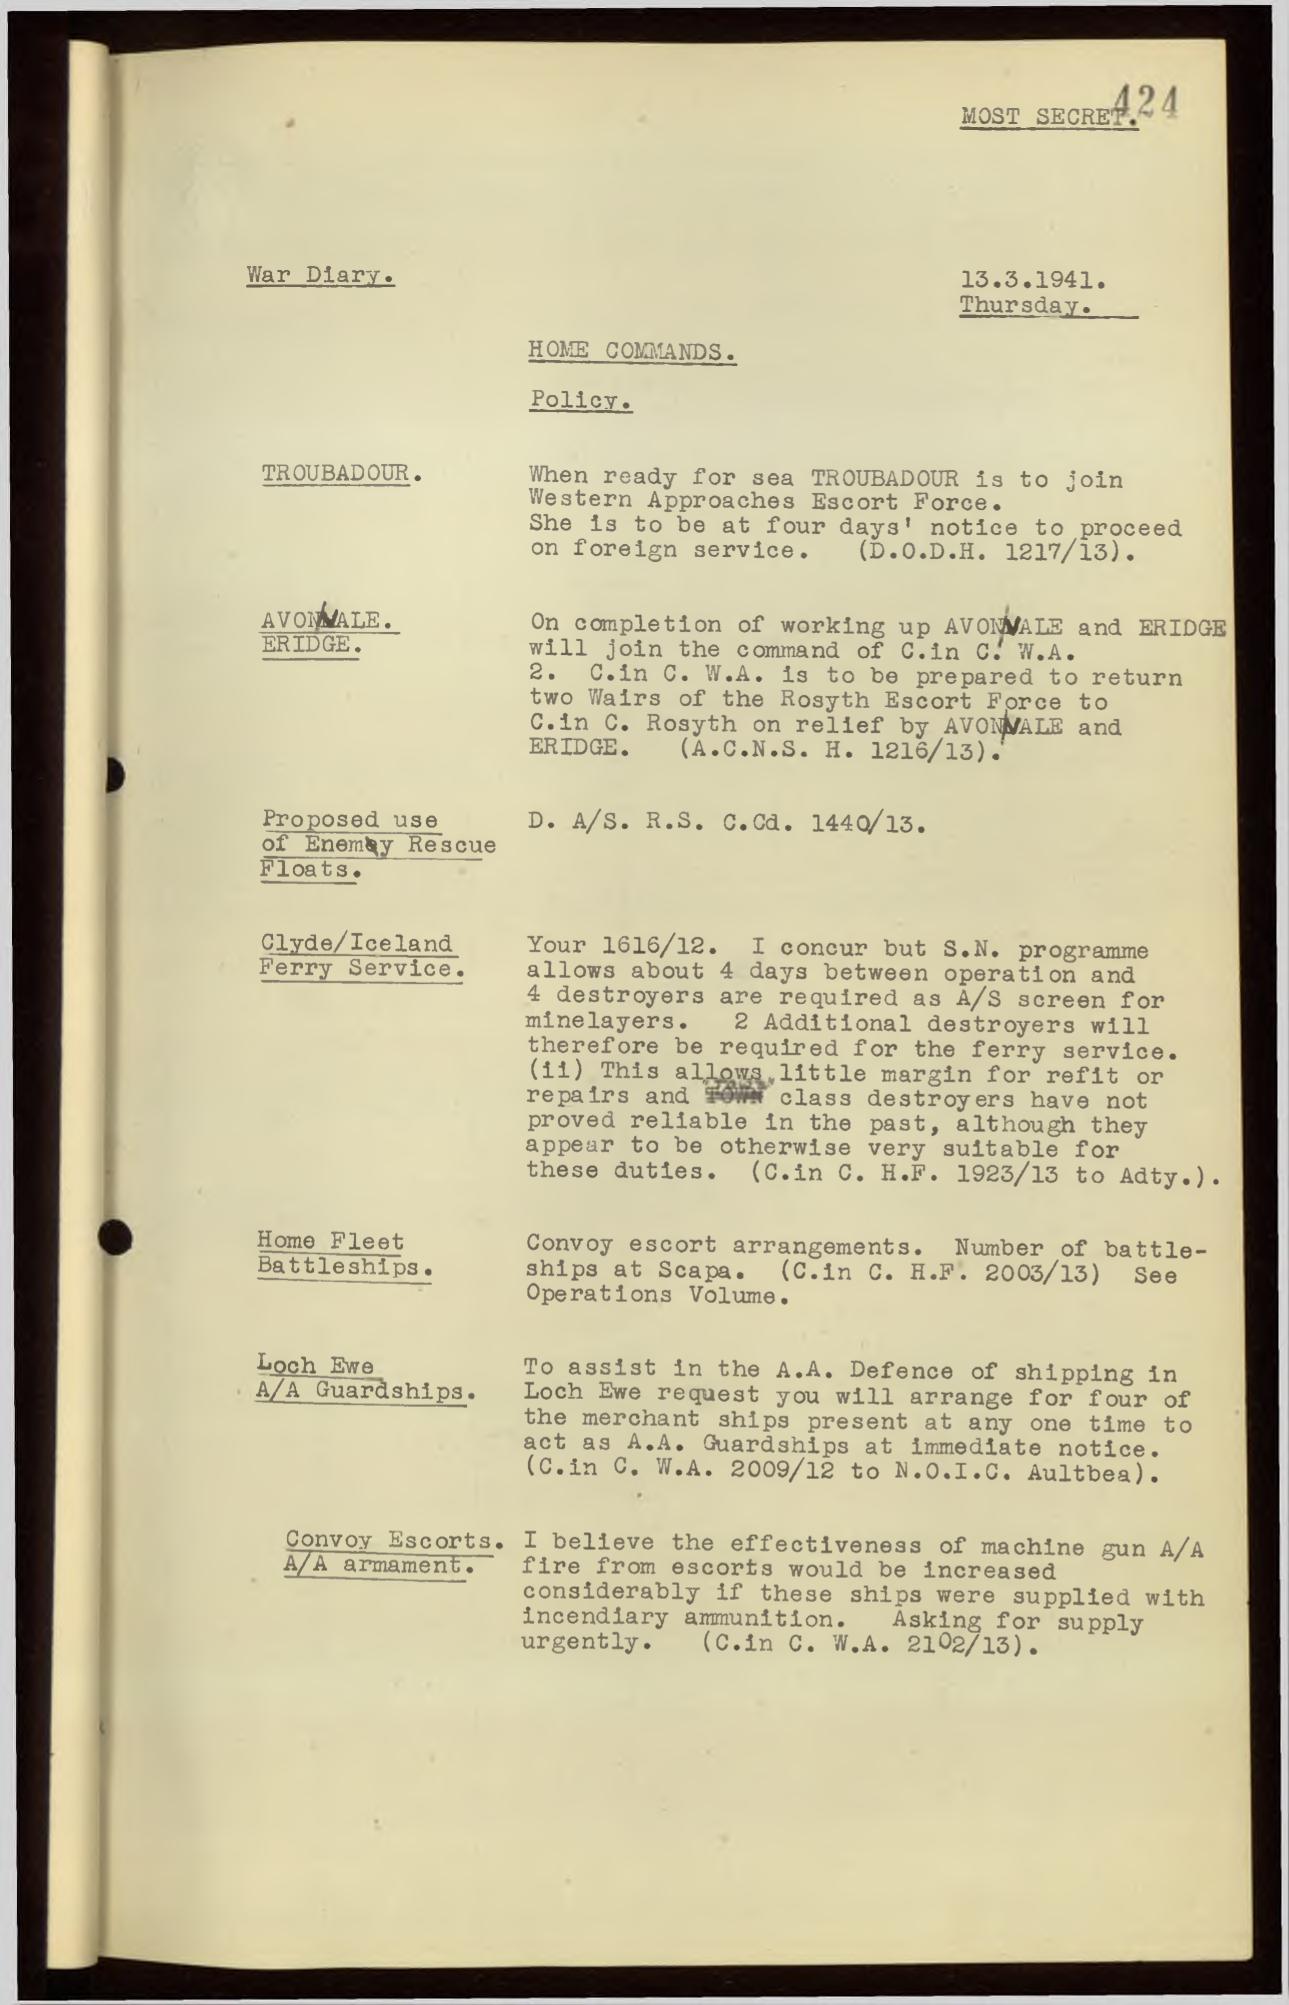 424
MOST SECRET.
War Diary.
13.3.1941.
Thursday.
HOME COMMANDS.
Policy.
TROUBADOUR.
When ready for sea TROUBADOUR is to join
Western Approaches Escort Force.
She is to be at four days' notice to proceed
on foreign service. (D.O.D.H. 1217/13).
AVONVALE.
ERIDGE.
On completion of working up AVONVALE and ERIDGE
will join the command of C.in C. W.A.
2. C.in C. W.A. is to be prepared to return
two Wairs of the Rosyth Escort Force to
C.in C. Rosyth on relief by AVONVALE and
ERIDGE. (A.C.N.S. H. 1216/13).
Proposed use
of Enemy Rescue
Floats.
D. A/S. R.S. C.Cd. 1440/13.
Clyde/Iceland
Ferry Service.
Your 1616/12. I concur but S.N. programme
allows about 4 days between operation and
4 destroyers are required as A/S screen for
minelayers. 2 Additional destroyers will
therefore be required for the ferry service.
(ii) This allows little margin for refit or
repairs and class destroyers have not
proved reliable in the past, although they
appear to be otherwise very suitable for
these duties. (C.in C. H.F. 1923/13 to Adty.).
Home Fleet
Battleships.
Convoy escort arrangements. Number of battle-
ships at Scapa. (C.in C. H.F. 2003/13) See
Operations Volume.
Loch Ewe
A/A Guardships.
To assist in the A.A. Defence of shipping in
Loch Ewe request you will arrange for four of
the merchant ships present at any one time to
act as A.A. Guardships at immediate notice.
(C.in C. W.A. 2009/12 to N.O.I.C. Aultbea).
Convoy Escorts.
A/A armament.
I believe the effectiveness of machine gun A/A
fire from escorts would be increased
considerably if these ships were supplied with
incendiary ammunition. Asking for supply
urgently. (C.in C. W.A. 2102/13).